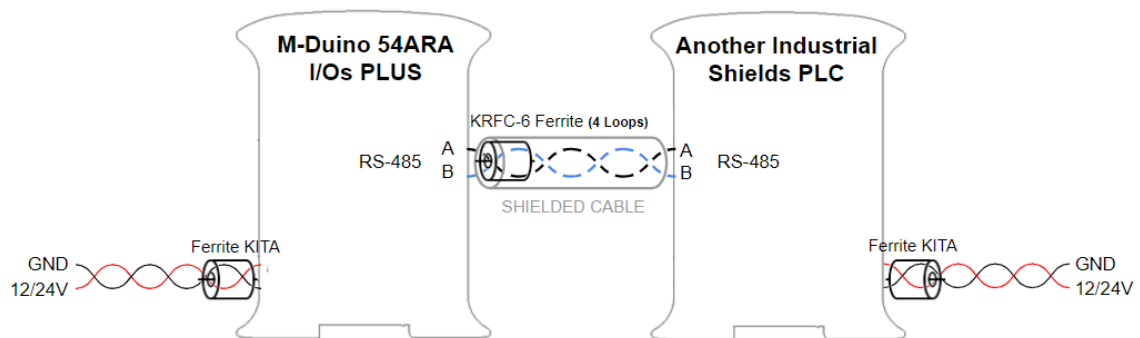 M-Duino 54ARA
I/Os PLUS
Another Industrial
Shields PLC
KRFC-6 Ferrite (4 Loops)
RS-485
A
B
A
B
RS-485
SHIELDED CABLE
Ferrite KITA
GND
12/24V
Ferrite KITA
GND
12/24V